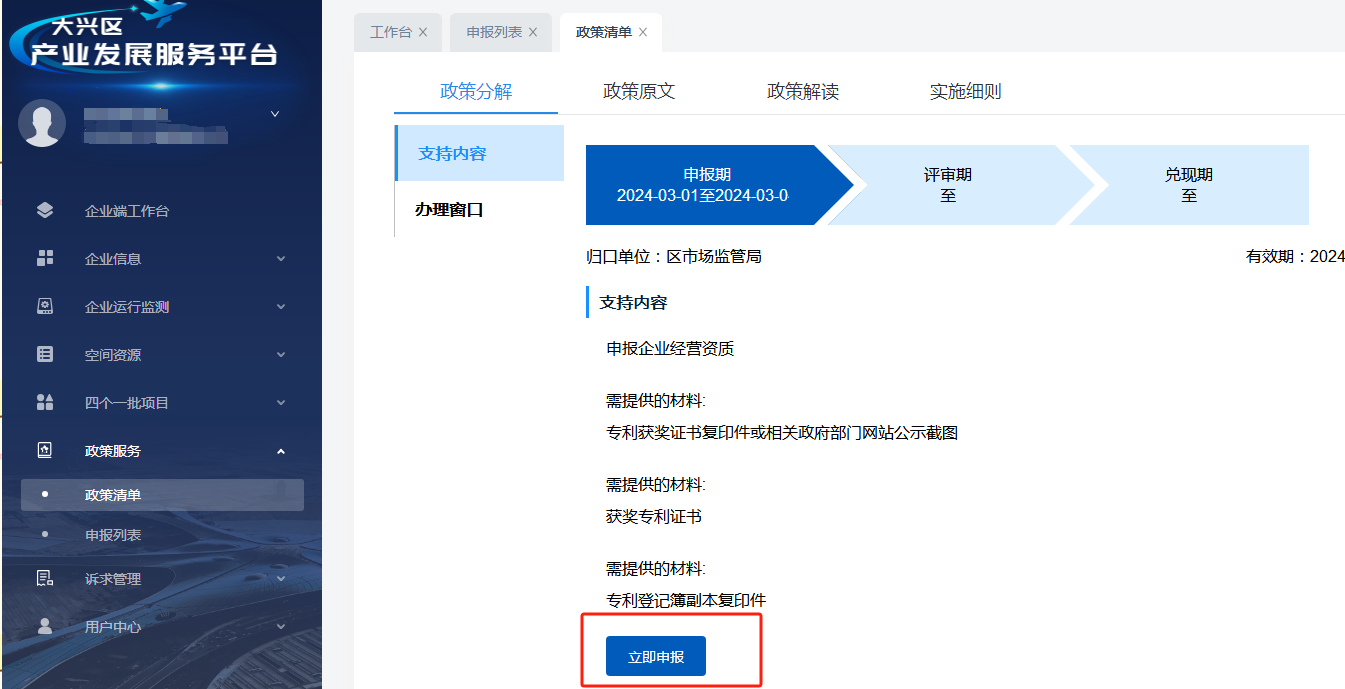 大兴区
产业发展服务平台
企业端工作台
企业信息
企业运行监测
空间资源
四个一批项目
政策服务
政策清单
申报列表
诉求管理
用户中心
工作台 ×
申报列表 ×
政策清单 ×
政策分解
政策原文
政策解读
实施细则
支持内容
办理窗口
申报期
2024-03-01至2024-03-0
评审期
至
兑现期
至
归口单位：区市场监管局
有效期：2024
支持内容
申报企业经营资质
需提供的材料:
专利获奖证书复印件或相关政府部门网站公示截图
需提供的材料:
获奖专利证书
需提供的材料:
专利登记簿副本复印件
立即申报